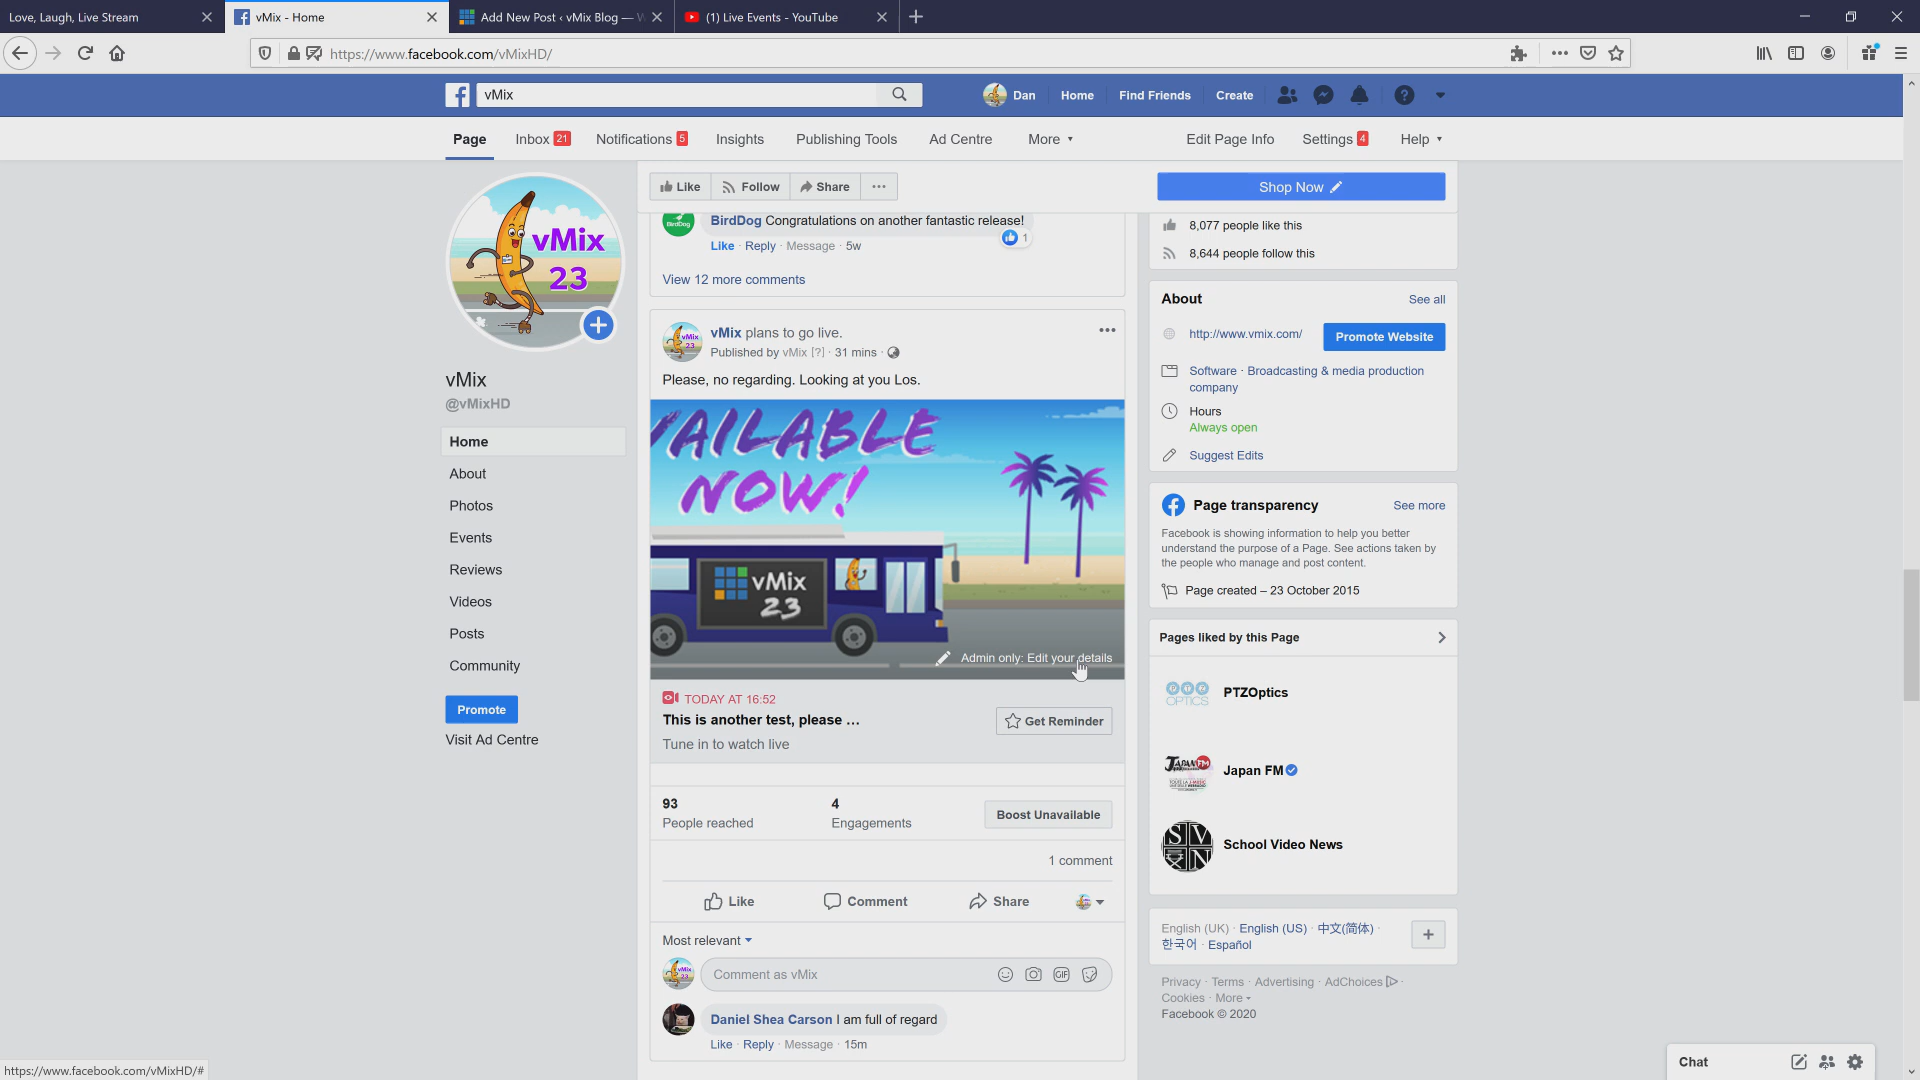 Love, Laugh, Live Stream
vMix - Home
Add New Post ‹ vMix Blog — W
(1) Live Events - YouTube
https://www.facebook.com/vMixHD/
vMix
Dan
Home
Find Friends
Create
Page
Inbox 21
Notifications 5
Insights
Publishing Tools
Ad Centre
More
Edit Page Info
Settings 4
Help
vMix
23
vMix
@vMixHD
Home
About
Photos
Events
Reviews
Videos
Posts
Community
Promote
Visit Ad Centre
Like
Follow
Share
Shop Now
BirdDog
BirdDog Congratulations on another fantastic release!
1
Like · Reply · Message · 5w
View 12 more comments
vMix plans to go live.
Published by vMix [?] · 31 mins ·
Please, no regarding. Looking at you Los.
VAILABLE
NOW!
vMix
23
Admin only: Edit your details
TODAY AT 16:52
This is another test, please ...
Tune in to watch live
Get Reminder
93
People reached
4
Engagements
Boost Unavailable
1 comment
Like
Comment
Share
Most relevant
Comment as vMix
GIF
Daniel Shea Carson I am full of regard
Like · Reply · Message · 15m
8,077 people like this
8,644 people follow this
About
See all
http://www.vmix.com/
Promote Website
Software · Broadcasting & media production
company
Hours
Always open
Suggest Edits
Page transparency
See more
Facebook is showing information to help you better
understand the purpose of a Page. See actions taken by
the people who manage and post content.
Page created – 23 October 2015
Pages liked by this Page
PTZ
OPTICS
PTZOptics
JAPAN FM
Japan FM
SVN
School Video News
English (UK) · English (US) · 中文(简体) ·
한국어 · Español
Privacy · Terms · Advertising · AdChoices ·
Cookies · More
Facebook © 2020
Chat
https://www.facebook.com/vMixHD/#